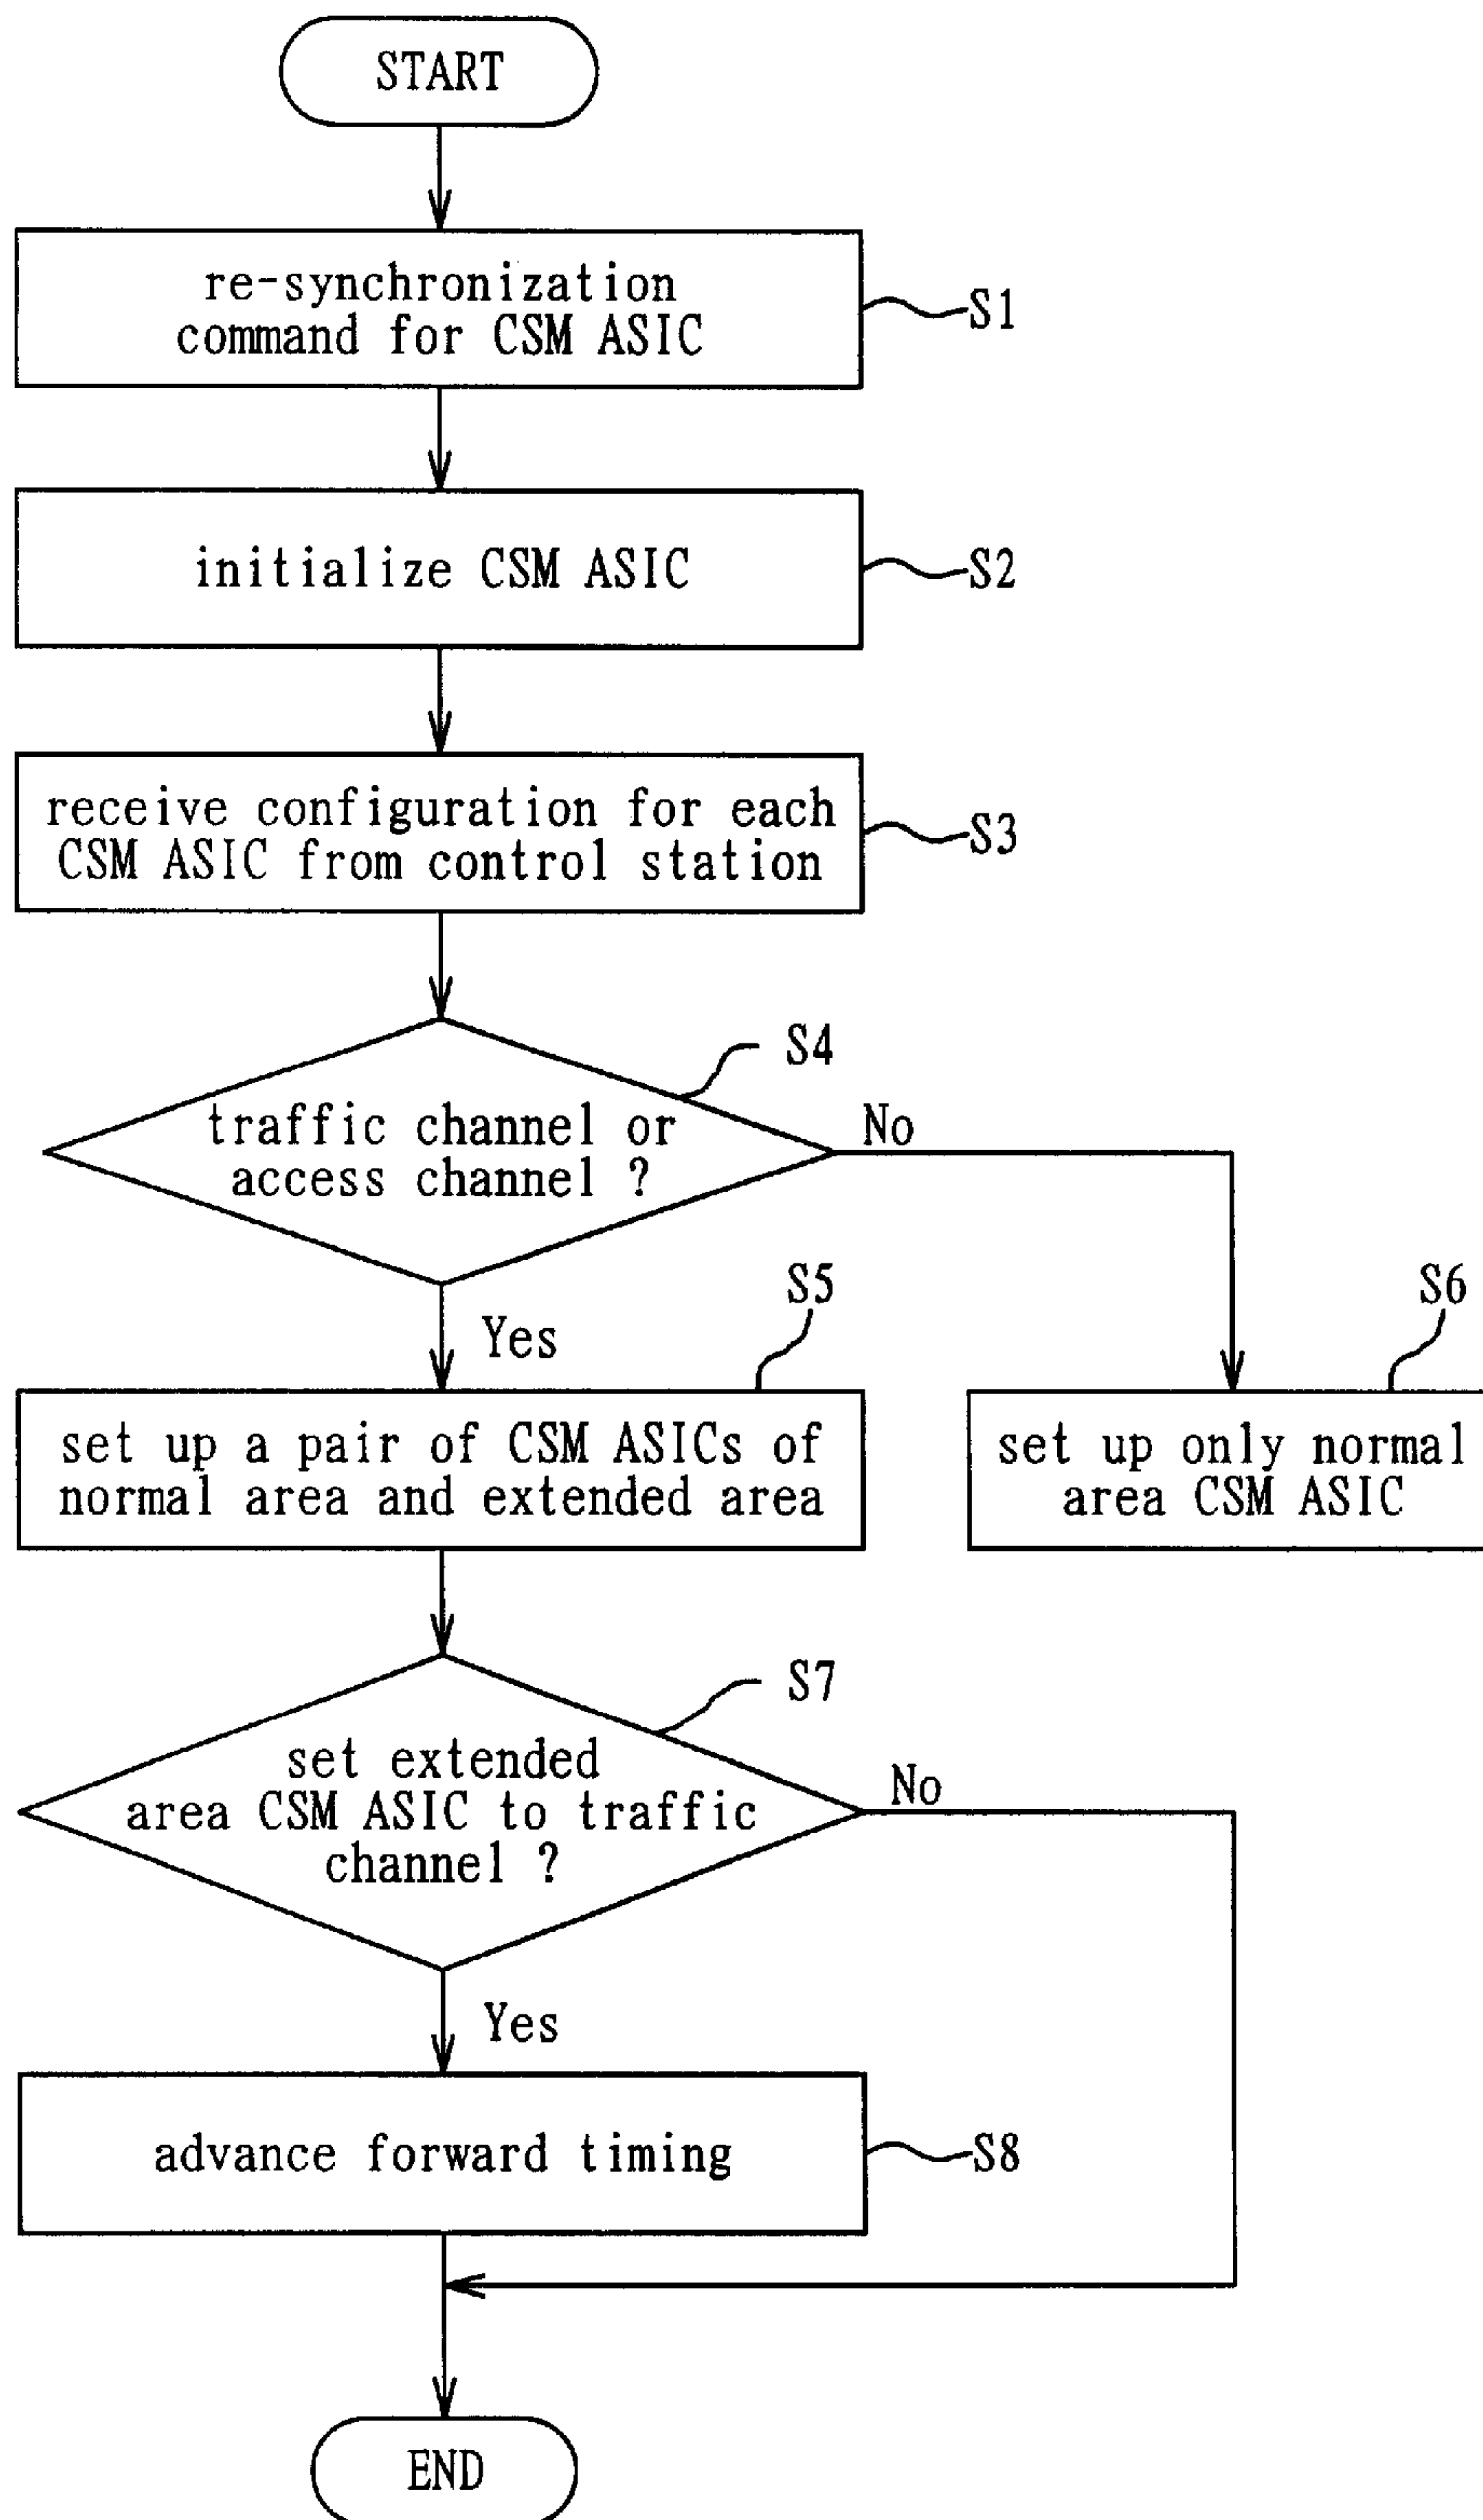 START
re-synchronization
command for CSM ASIC
S1
initialize CSM ASIC
S2
receive configuration for each
CSM ASIC from control station
S3
S4
traffic channel or
access channel ?
No
Yes
S5
S6
set up a pair of CSM ASICs of
normal area and extended area
set up only normal
area CSM ASIC
S7
set extended
area CSM ASIC to traffic
channel ?
No
Yes
advance forward timing
S8
END